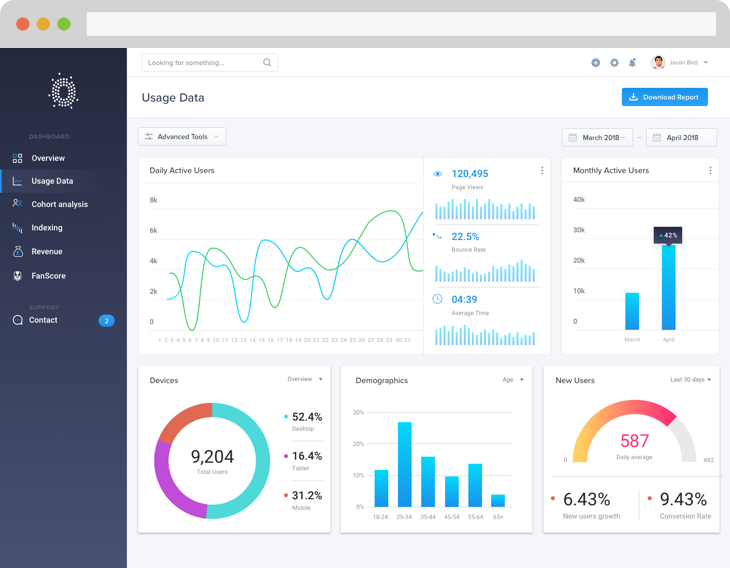 Looking for something...
Jason Bird
Usage Data
Download Report
DASHBOARD
Overview
Usage Data
Cohort analysis
Indexing
Revenue
FanScore
SUPPORT
Contact
2
Advanced Tools
March 2018
–
April 2018
Daily Active Users
8k
6k
4k
2k
0
1 2 3 4 5 6 7 8 9 10 11 12 13 14 15 16 17 18 19 20 21 22 23 24 25 26 27 28 29 30 31
120,495
Page Views
22.5%
Bounce Rate
04:39
Average Time
Monthly Active Users
40k
30k
20k
10k
0
42%
March
April
Devices
Overview
9,204
Total Users
52.4%
Desktop
16.4%
Tablet
31.2%
Mobile
Demographics
Age
30%
20%
10%
0%
18-24
25-34
35-44
45-54
55-64
65+
New Users
Last 30 days
587
Daily average
0
892
6.43%
New users growth
9.43%
Conversion Rate